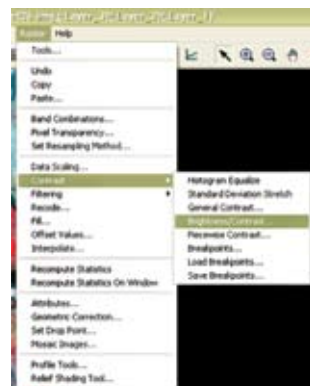 Raster Help
Tools...
Undo
Copy
Paste...
Band Combinations...
Pixel Transparency...
Set Resampling Method...
Data Scaling...
Contrast
Filtering
Recode...
Fill...
Offset Values...
Interpolate...
Recompute Statistics
Recompute Statistics On Window
Attributes...
Geometric Correction...
Set Drop Point...
Mosaic Images...
Profile Tools...
Relief Shading Tool...
Histogram Equalize
Standard Deviation Stretch
General Contrast...
Brightness/Contrast...
Piecewise Contrast...
Breakpoints...
Load Breakpoints...
Save Breakpoints...